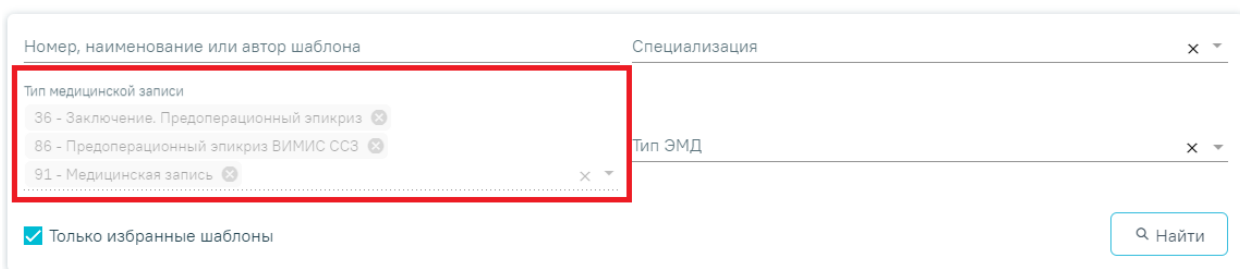 Номер, наименование или автор шаблона
Специализация
Тип медицинской записи
36 - Заключение. Предоперационный эпикриз
86 - Предоперационный эпикриз ВИМИС ССЗ
Тип ЭМД
91 - Медицинская запись
Только избранные шаблоны
Найти